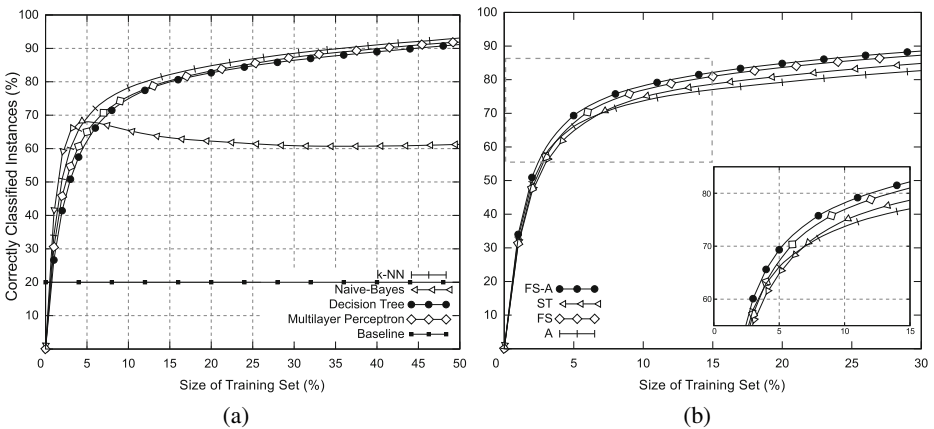 Correctly Classified Instances (%)
100
90
80
70
60
50
40
30
20
10
0
0 5 10 15 20 25 30 35 40 45 50
Size of Training Set (%)
k-NN
Naive-Bayes
Decision Tree
Multilayer Perceptron
Baseline
(a)
100
90
80
70
60
50
40
30
20
10
0
0 5 10 15 20 25 30
Size of Training Set (%)
FS-A
ST
FS
A
80
70
60
0 5 10 15
(b)